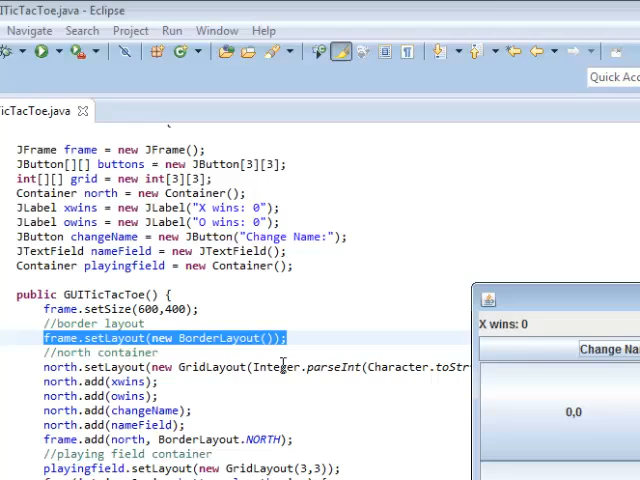 ITicTacToe.java - Eclipse
Navigate Search Project Run Window Help
Quick Acc
icTacToe.java
{
JFrame frame = new JFrame();
JButton[][] buttons = new JButton[3][3];
int[][] grid = new int[3][3];
Container north = new Container();
JLabel xwins = new JLabel("X wins: 0");
JLabel owins = new JLabel("O wins: 0");
JButton changeName = new JButton("Change Name:");
JTextField nameField = new JTextField();
Container playingfield = new Container();
public GUITicTacToe() {
frame.setSize(600,400);
//border layout
frame.setLayout(new BorderLayout());
//north container
north.setLayout(new GridLayout(Integer.parseInt(Character.toStr
north.add(xwins);
north.add(owins);
north.add(changeName);
north.add(nameField);
frame.add(north, BorderLayout.NORTH);
//playing field container
playingfield.setLayout(new GridLayout(3,3));
X wins: 0
Change Na
0,0